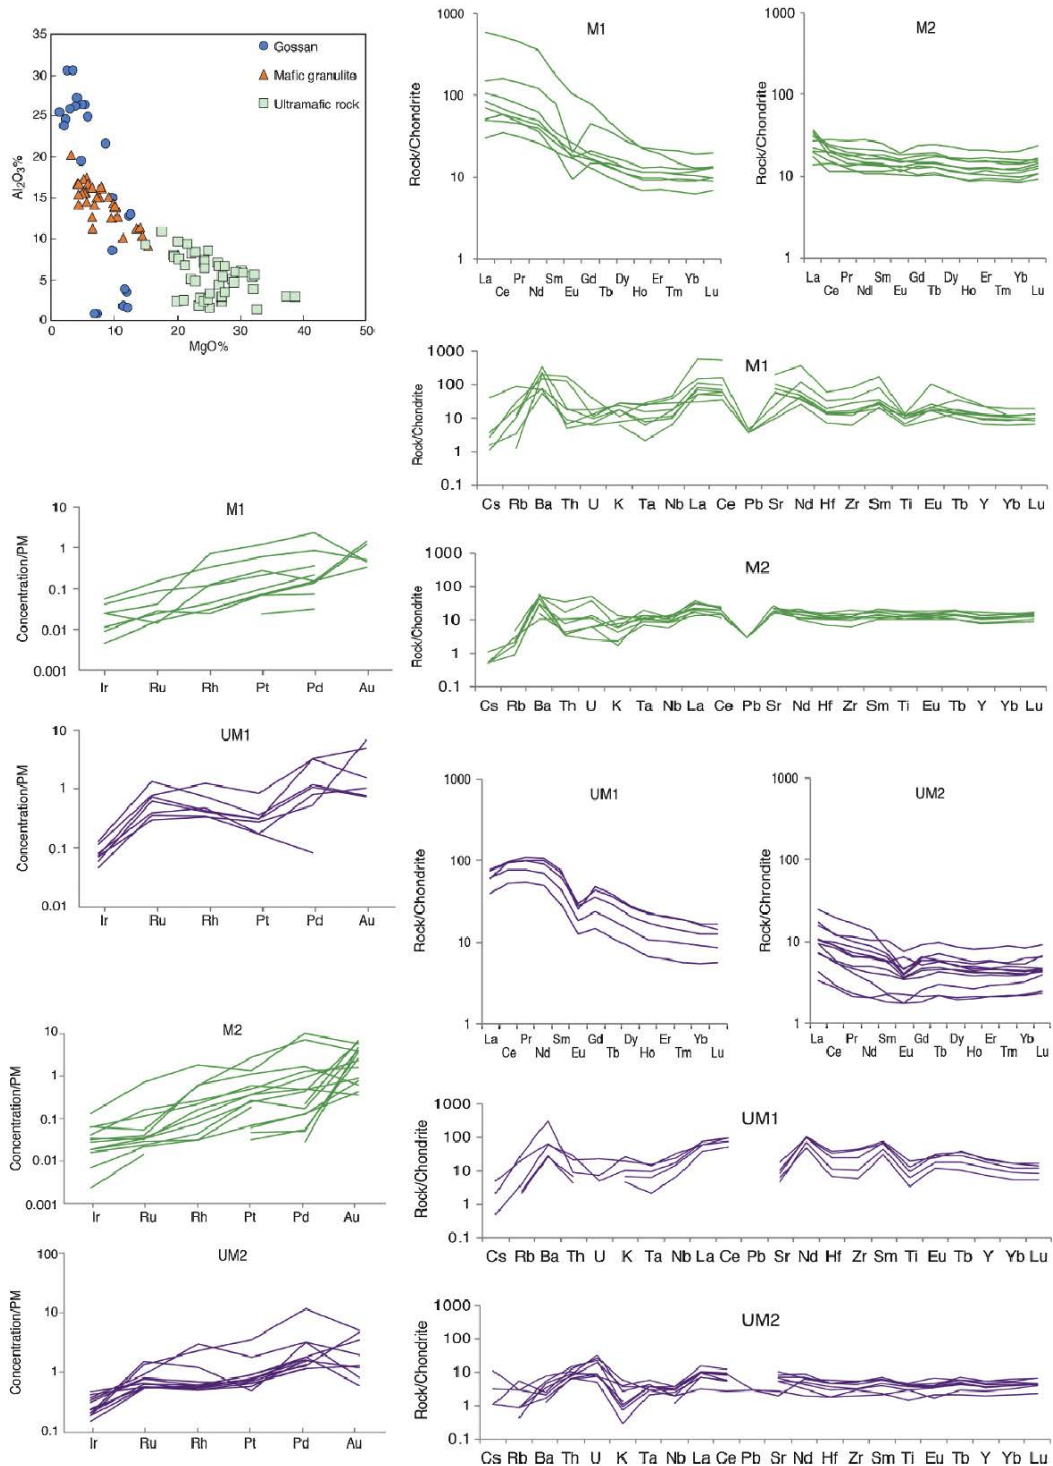 35
30
25
20
15
10
5
0
Al₂O₃%
Gossan
Mafic granulite
Ultramafic rock
0 10 20 30 40 50
MgO%
M1
1000
100
10
1
Rock/Chondrite
La Pr Sm Gd Dy Er Yb
Ce Nd Eu Tb Ho Tm Lu
M2
1000
100
10
1
Rock/Chondrite
La Pr Sm Gd Dy Er Yb
Ce Nd Eu Tb Ho Tm Lu
M1
1000
100
10
1
0.1
Rock/Chondrite
Cs Rb Ba Th U K Ta Nb La Ce Pb Sr Nd Hf Zr Sm Ti Eu Tb Y Yb Lu
M1
10
1
0.1
0.01
0.001
Concentration/PM
Ir Ru Rh Pt Pd Au
M2
1000
100
10
1
0.1
Rock/Chondrite
Cs Rb Ba Th U K Ta Nb La Ce Pb Sr Nd Hf Zr Sm Ti Eu Tb Y Yb Lu
UM1
10
1
0.1
0.01
Concentration/PM
Ir Ru Rh Pt Pd Au
UM1
1000
100
10
1
Rock/Chondrite
La Pr Sm Gd Dy Er Yb
Ce Nd Eu Tb Ho Tm Lu
UM2
1000
100
10
1
Rock/Chrondite
La Pr Sm Gd Dy Er Yb
Ce Nd Eu Tb Ho Tm Lu
M2
10
1
0.1
0.01
0.001
Concentration/PM
Ir Ru Rh Pt Pd Au
UM1
1000
100
10
1
0.1
Rock/Chondrite
Cs Rb Ba Th U K Ta Nb La Ce Pb Sr Nd Hf Zr Sm Ti Eu Tb Y Yb Lu
UM2
100
10
1
0.1
Concentration/PM
Ir Ru Rh Pt Pd Au
UM2
1000
100
10
1
0.1
Rock/Chondrite
Cs Rb Ba Th U K Ta Nb La Ce Pb Sr Nd Hf Zr Sm Ti Eu Tb Y Yb Lu